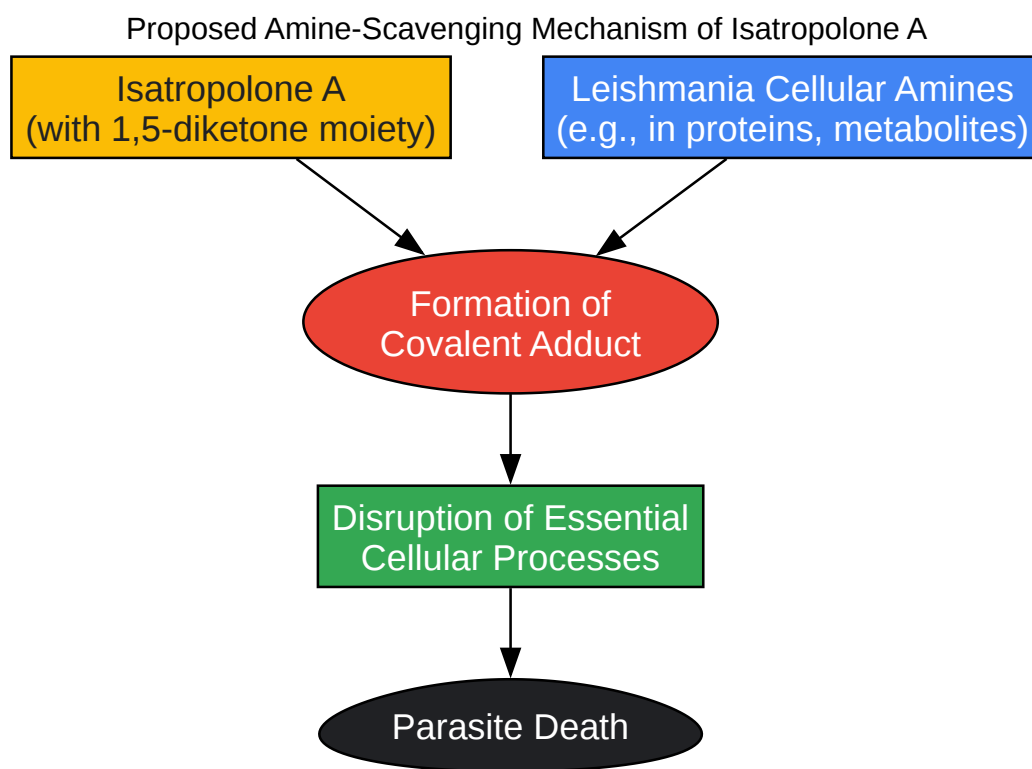 Proposed Amine-Scavenging Mechanism of Isatropolone A
Isatropolone A
(with 1,5-diketone moiety)
Leishmania Cellular Amines
(e.g., in proteins, metabolites)
Formation of
Covalent Adduct
Disruption of Essential
Cellular Processes
Parasite Death